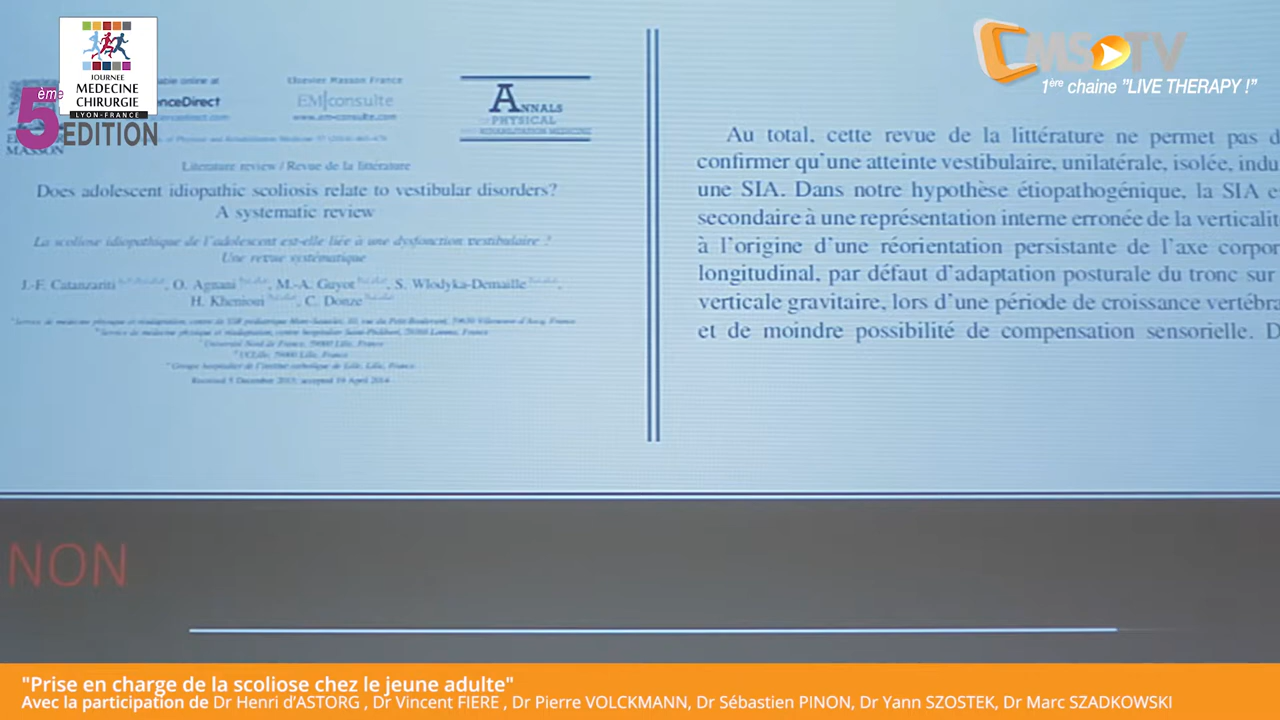 JOURNEE
MEDECINE
CHIRURGIE
LYON-FRANCE
5ème
EDITION
CMS TV
1ère chaine "LIVE THERAPY !"
Elsevier Masson France
EM|consulte
www.em-consulte.com
ANNALS
PHYSICAL
MASSON
Literature review / Revue de la littérature
Does adolescent idiopathic scoliosis relate to vestibular disorders?
A systematic review
La scoliose idiopathique de l'adolescent est-elle liée à une dysfonction vestibulaire ?
Une revue systématique
J.-F. Catanzariti, O. Agnani, M.-A. Guyot, S. Wlodyka-Demaille,
H. Khenioui, C. Donze
Au total, cette revue de la littérature ne permet pas d
confirmer qu'une atteinte vestibulaire, unilatérale, isolée, indu
une SIA. Dans notre hypothèse étiopathogénique, la SIA e
secondaire à une représentation interne erronée de la verticalit
à l'origine d'une réorientation persistante de l'axe corpor
longitudinal, par défaut d'adaptation posturale du tronc sur
verticale gravitaire, lors d'une période de croissance vertébra
et de moindre possibilité de compensation sensorielle. D
NON
"Prise en charge de la scoliose chez le jeune adulte"
Avec la participation de Dr Henri d'ASTORG , Dr Vincent FIERE , Dr Pierre VOLCKMANN, Dr Sébastien PINON, Dr Yann SZOSTEK, Dr Marc SZADKOWSKI